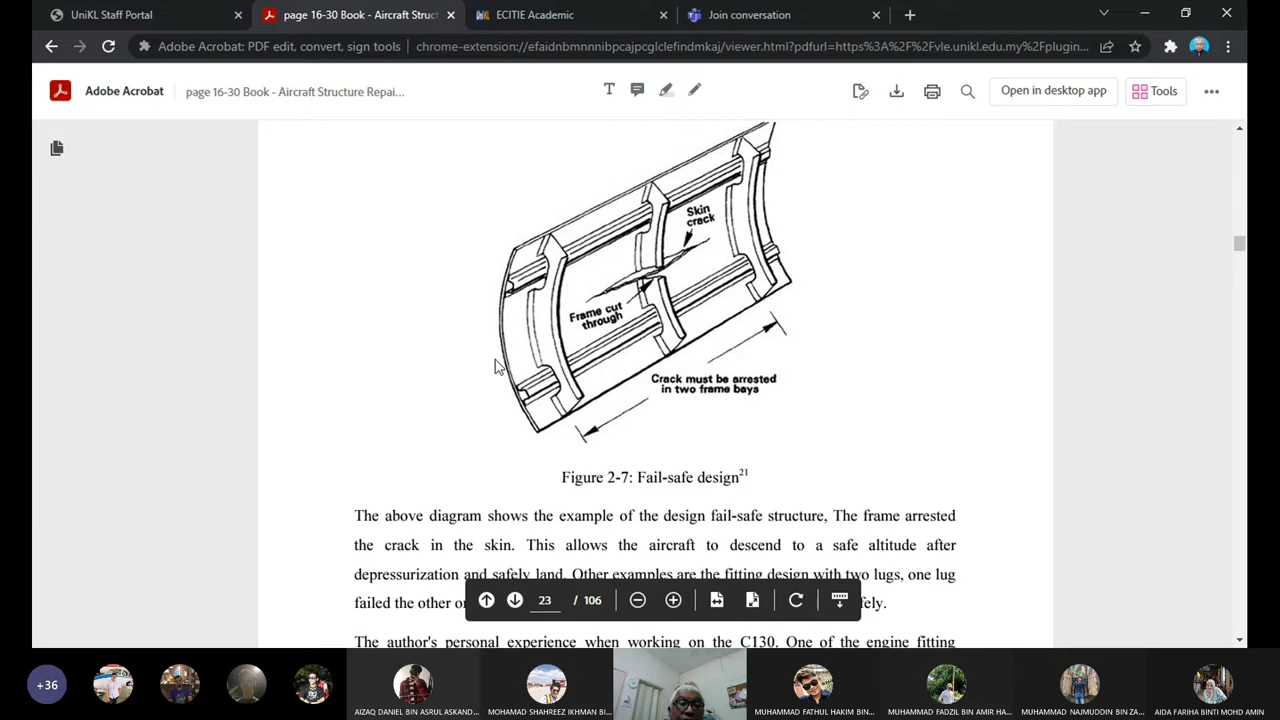 UniKL Staff Portal
page 16-30 Book - Aircraft Struct
ECITIE Academic
Join conversation
Adobe Acrobat: PDF edit, convert, sign tools
chrome-extension://efaidnbmnnnibpcajpcglclefindmkaj/viewer.html?pdfurl=https%3A%2F%2Fvle.unikl.edu.my%2Fplugin...
Adobe Acrobat
page 16-30 Book - Aircraft Structure Repai...
Open in desktop app
Tools
Skin
crack
Frame cut
through
Crack must be arrested
in two frame bays
Figure 2-7: Fail-safe design21
The above diagram shows the example of the design fail-safe structure, The frame arrested
the crack in the skin. This allows the aircraft to descend to a safe altitude after
depressurization and safely land. Other examples are the fitting design with two lugs, one lug
failed the other
23 / 106
The author's personal experience when working on the C130. One of the engine fitting
+36
AIZAQ DANIEL BIN ASRUL ASKAND...
MOHAMAD SHAHREEZ IKHMAN BI...
MUHAMMAD FATHUL HAKIM BIN...
MUHAMMAD FADZIL BIN AMIR HA...
MUHAMMAD NAJMUDDIN BIN ZA...
AIDA FARIHA BINTI MOHD AMIN